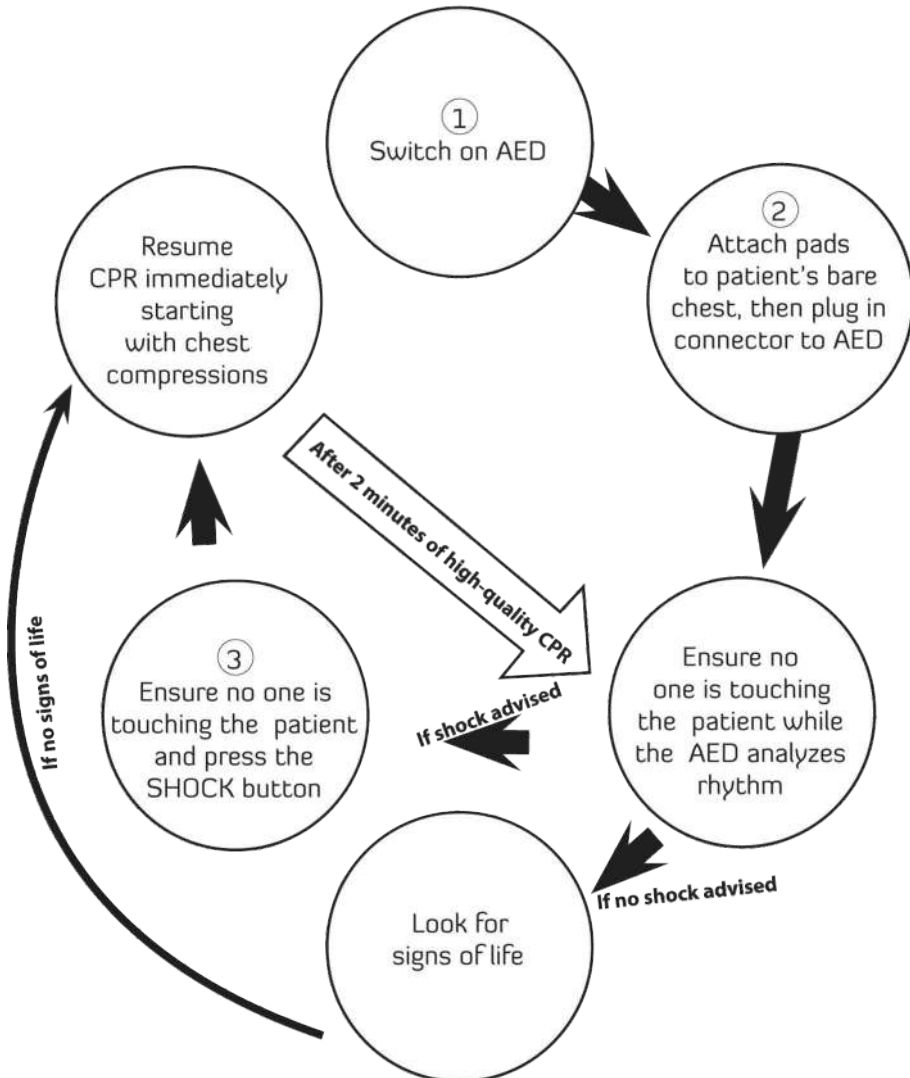 1
Switch on AED
2
Attach pads
to patient's bare
chest, then plug in
connector to AED
Ensure no
one is touching
the patient while
the AED analyzes
rhythm
If shock advised
3
Ensure no one is
touching the patient
and press the
SHOCK button
Resume
CPR immediately
starting
with chest
compressions
After 2 minutes of high-quality CPR
If no shock advised
Look for
signs of life
If no signs of life